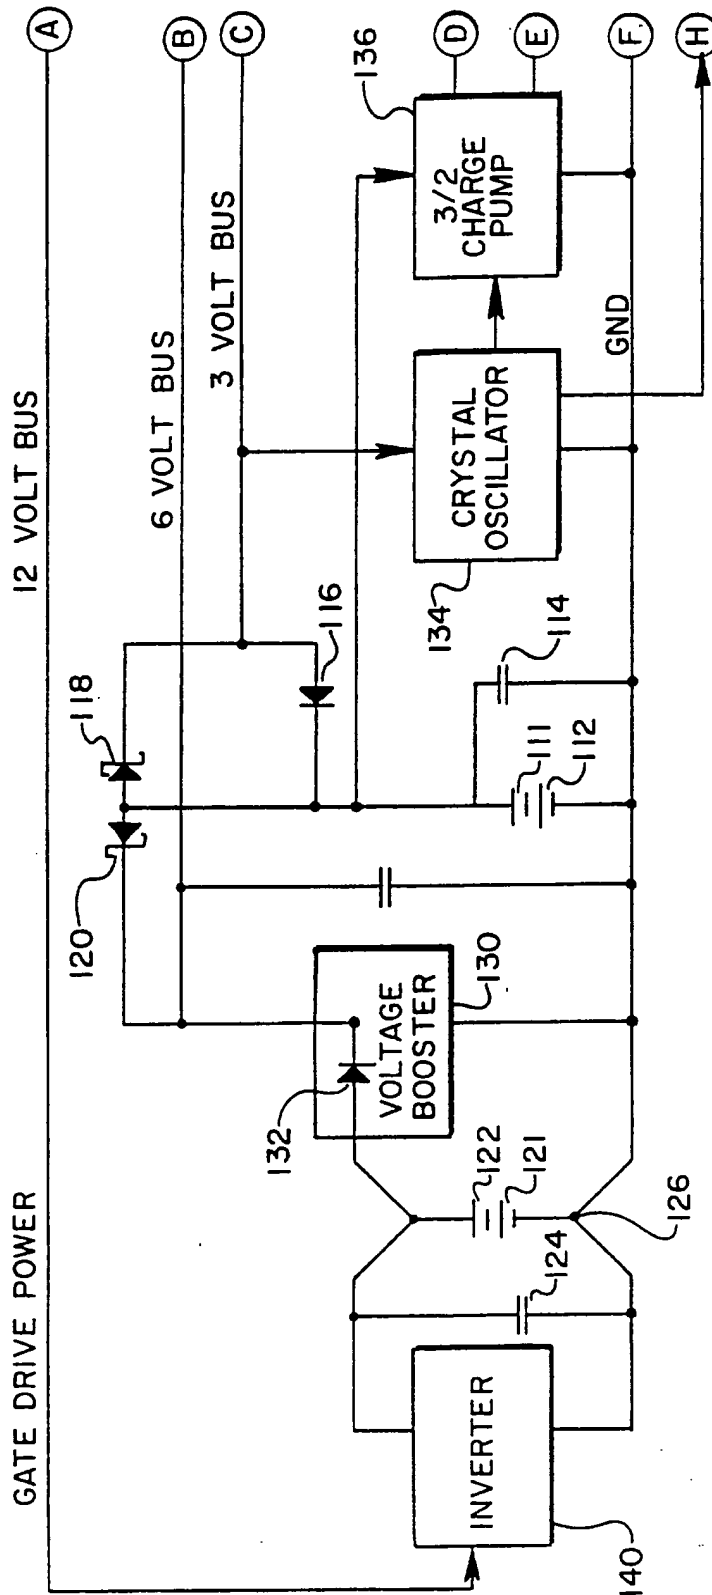 GATE DRIVE POWER
12 VOLT BUS
A
6 VOLT BUS
B
3 VOLT BUS
C
118
120
116
136
3/2
CHARGE
PUMP
D
E
CRYSTAL
OSCILLATOR
134
GND
F
H
114
111
112
VOLTAGE
BOOSTER
130
132
122
121
126
124
INVERTER
140